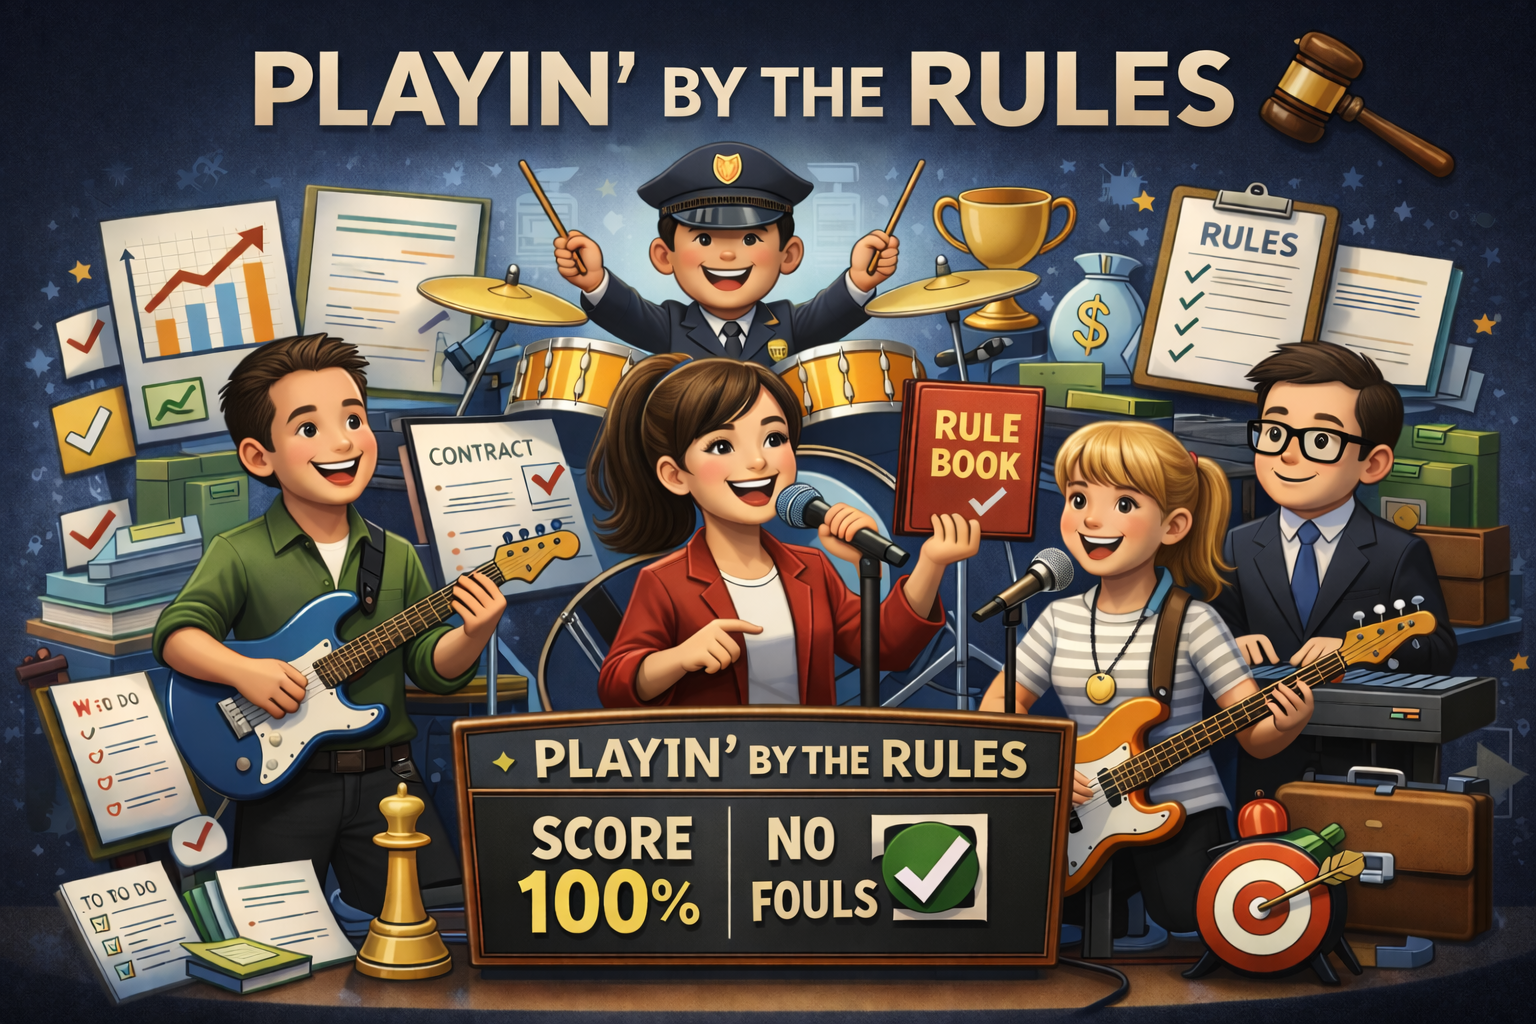 PLAYIN' BY THE RULES
RULES
CONTRACT
RULE
BOOK
$
TO DO
TO TO DO
PLAYIN' BY THE RULES
SCORE
100%
NO
FOULS